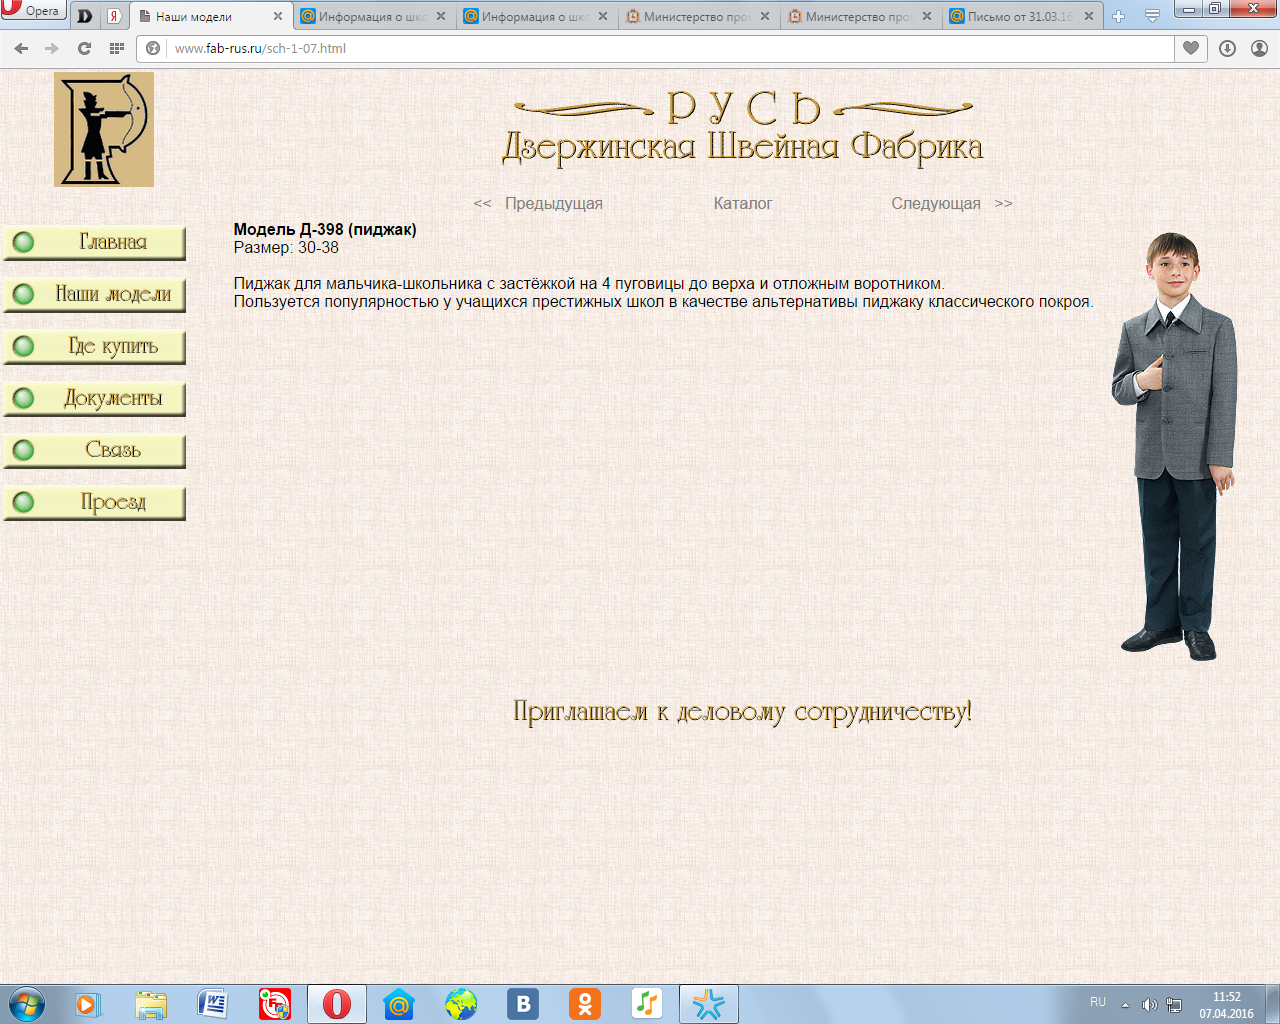 Opera
Наши модели
Информация о шко
Информация о шко
Министерство пром
Министерство пром
Письмо от 31.03.16
www.fab-rus.ru/sch-1-07.html
РУСЬ
Дзержинская Швейная Фабрика
<< Предыдущая Каталог Следующая >>
Главная
Наши модели
Где купить
Документы
Связь
Проезд
Модель Д-398 (пиджак)
Размер: 30-38
Пиджак для мальчика-школьника с застёжкой на 4 пуговицы до верха и отложным воротником.
Пользуется популярностью у учащихся престижных школ в качестве альтернативы пиджаку классического покроя.
Приглашаем к деловому сотрудничеству!
RU
11:52
07.04.2016